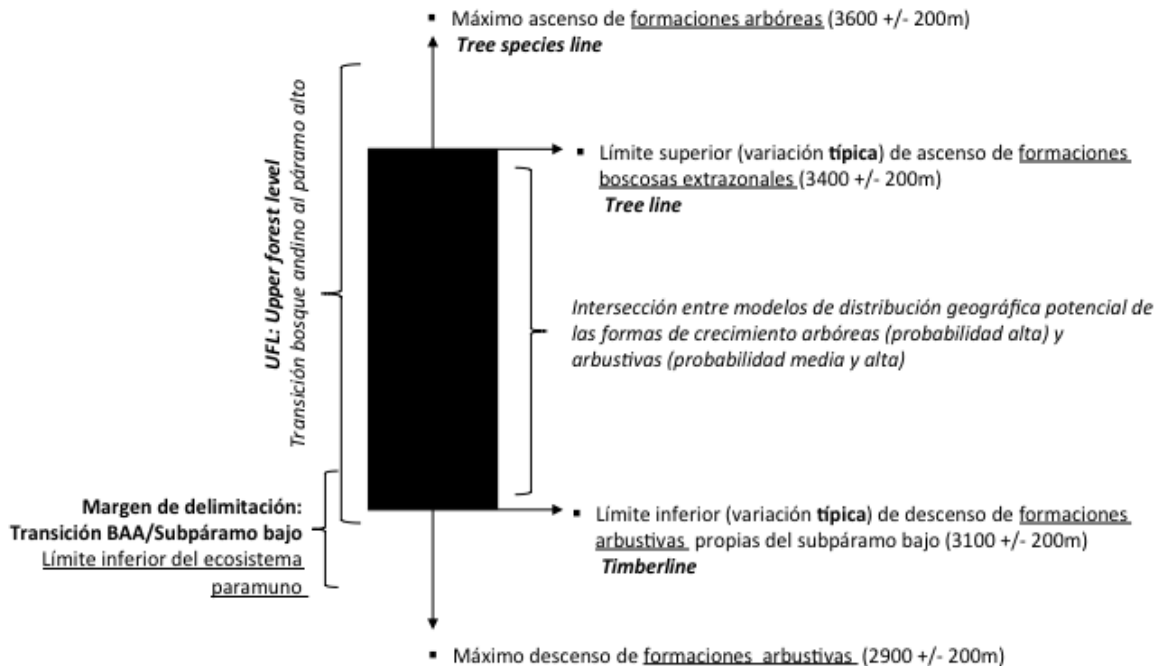 ▪ Máximo ascenso de formaciones arbóreas (3600 +/- 200m)
Tree species line
UFL: Upper forest level
Transición bosque andino al páramo alto
▪ Límite superior (variación típica) de ascenso de formaciones
boscosas extrazonales (3400 +/- 200m)
Tree line
Intersección entre modelos de distribución geográfica potencial de
las formas de crecimiento arbóreas (probabilidad alta) y
arbustivas (probabilidad media y alta)
Margen de delimitación:
Transición BAA/Subpáramo bajo
Límite inferior del ecosistema
paramuno
▪ Límite inferior (variación típica) de descenso de formaciones
arbustivas propias del subpáramo bajo (3100 +/- 200m)
Timberline
▪ Máximo descenso de formaciones arbustivas (2900 +/- 200m)